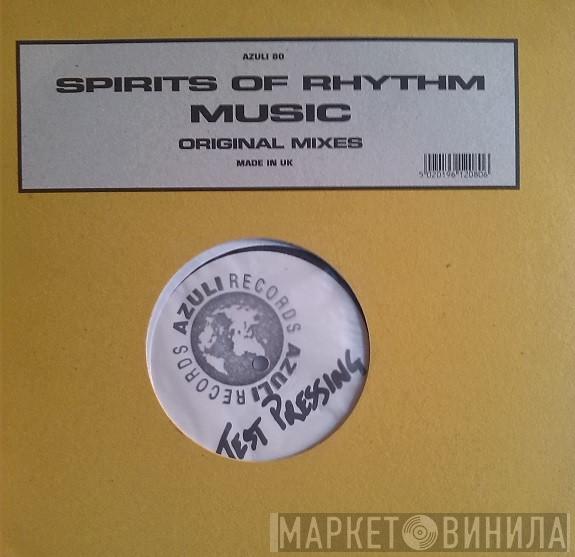 AZULI 80
SPIRITS OF RHYTHM
MUSIC
ORIGINAL MIXES
MADE IN UK
5 020196 120806
AZULI RECORDS AZULI RECORDS
TEST PRESSING
МАРКЕТ ВИНИЛА